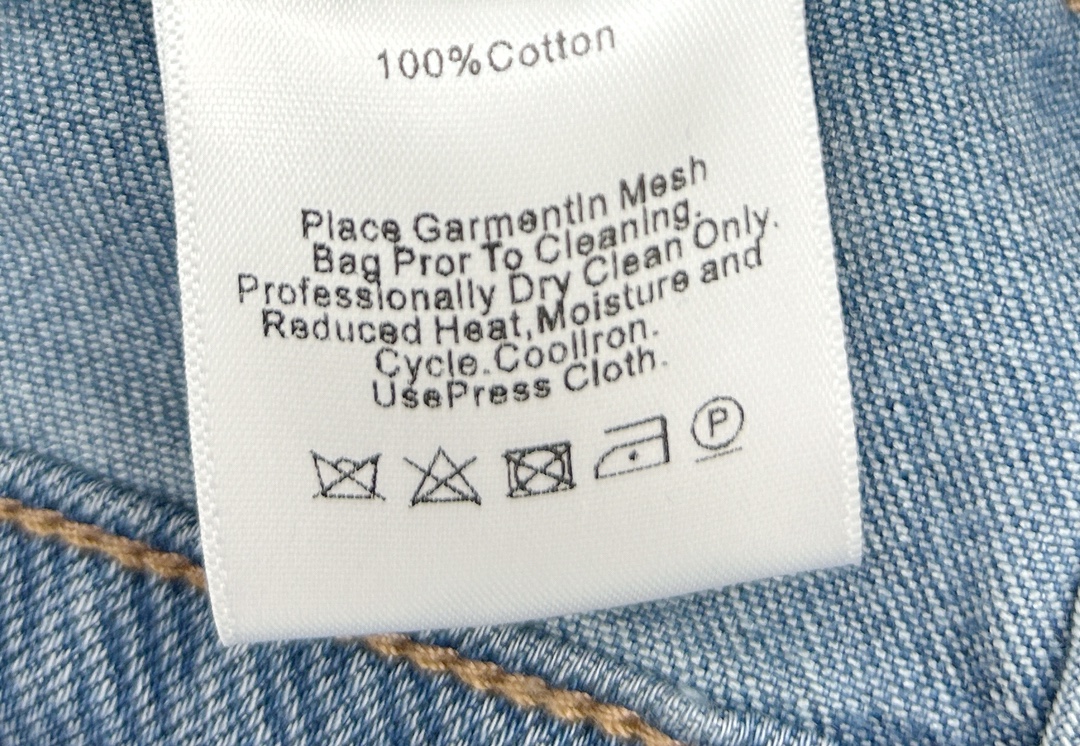 100%Cotton
Place GarmentIn Mesh
Bag Pror To Cleaning.
Professionally Dry Clean Only.
Reduced Heat,Moisture and
Cycle.CoolIron.
UsePress Cloth.
P